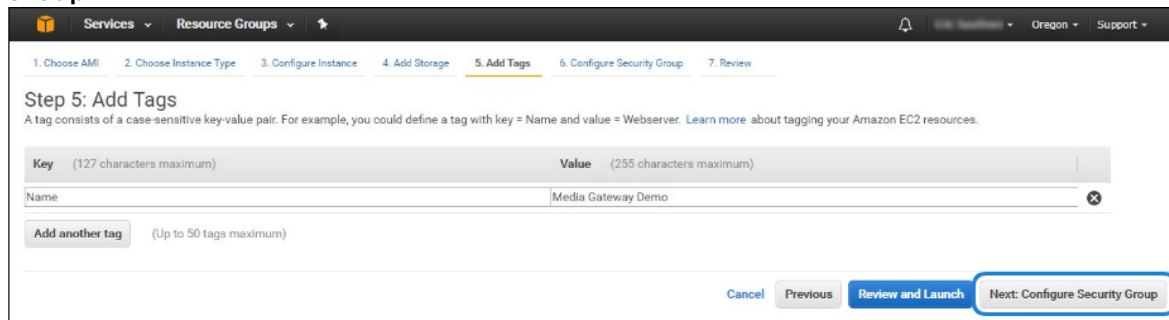 Services Resource Groups Oregon Support
1. Choose AMI 2. Choose Instance Type 3. Configure Instance 4. Add Storage 5. Add Tags 6. Configure Security Group 7. Review
Step 5: Add Tags
A tag consists of a case-sensitive key-value pair. For example, you could define a tag with key = Name and value = Webserver. Learn more about tagging your Amazon EC2 resources.
Key (127 characters maximum) Value (255 characters maximum)
Name Media Gateway Demo
Add another tag (Up to 50 tags maximum)
Cancel Previous Review and Launch Next: Configure Security Group